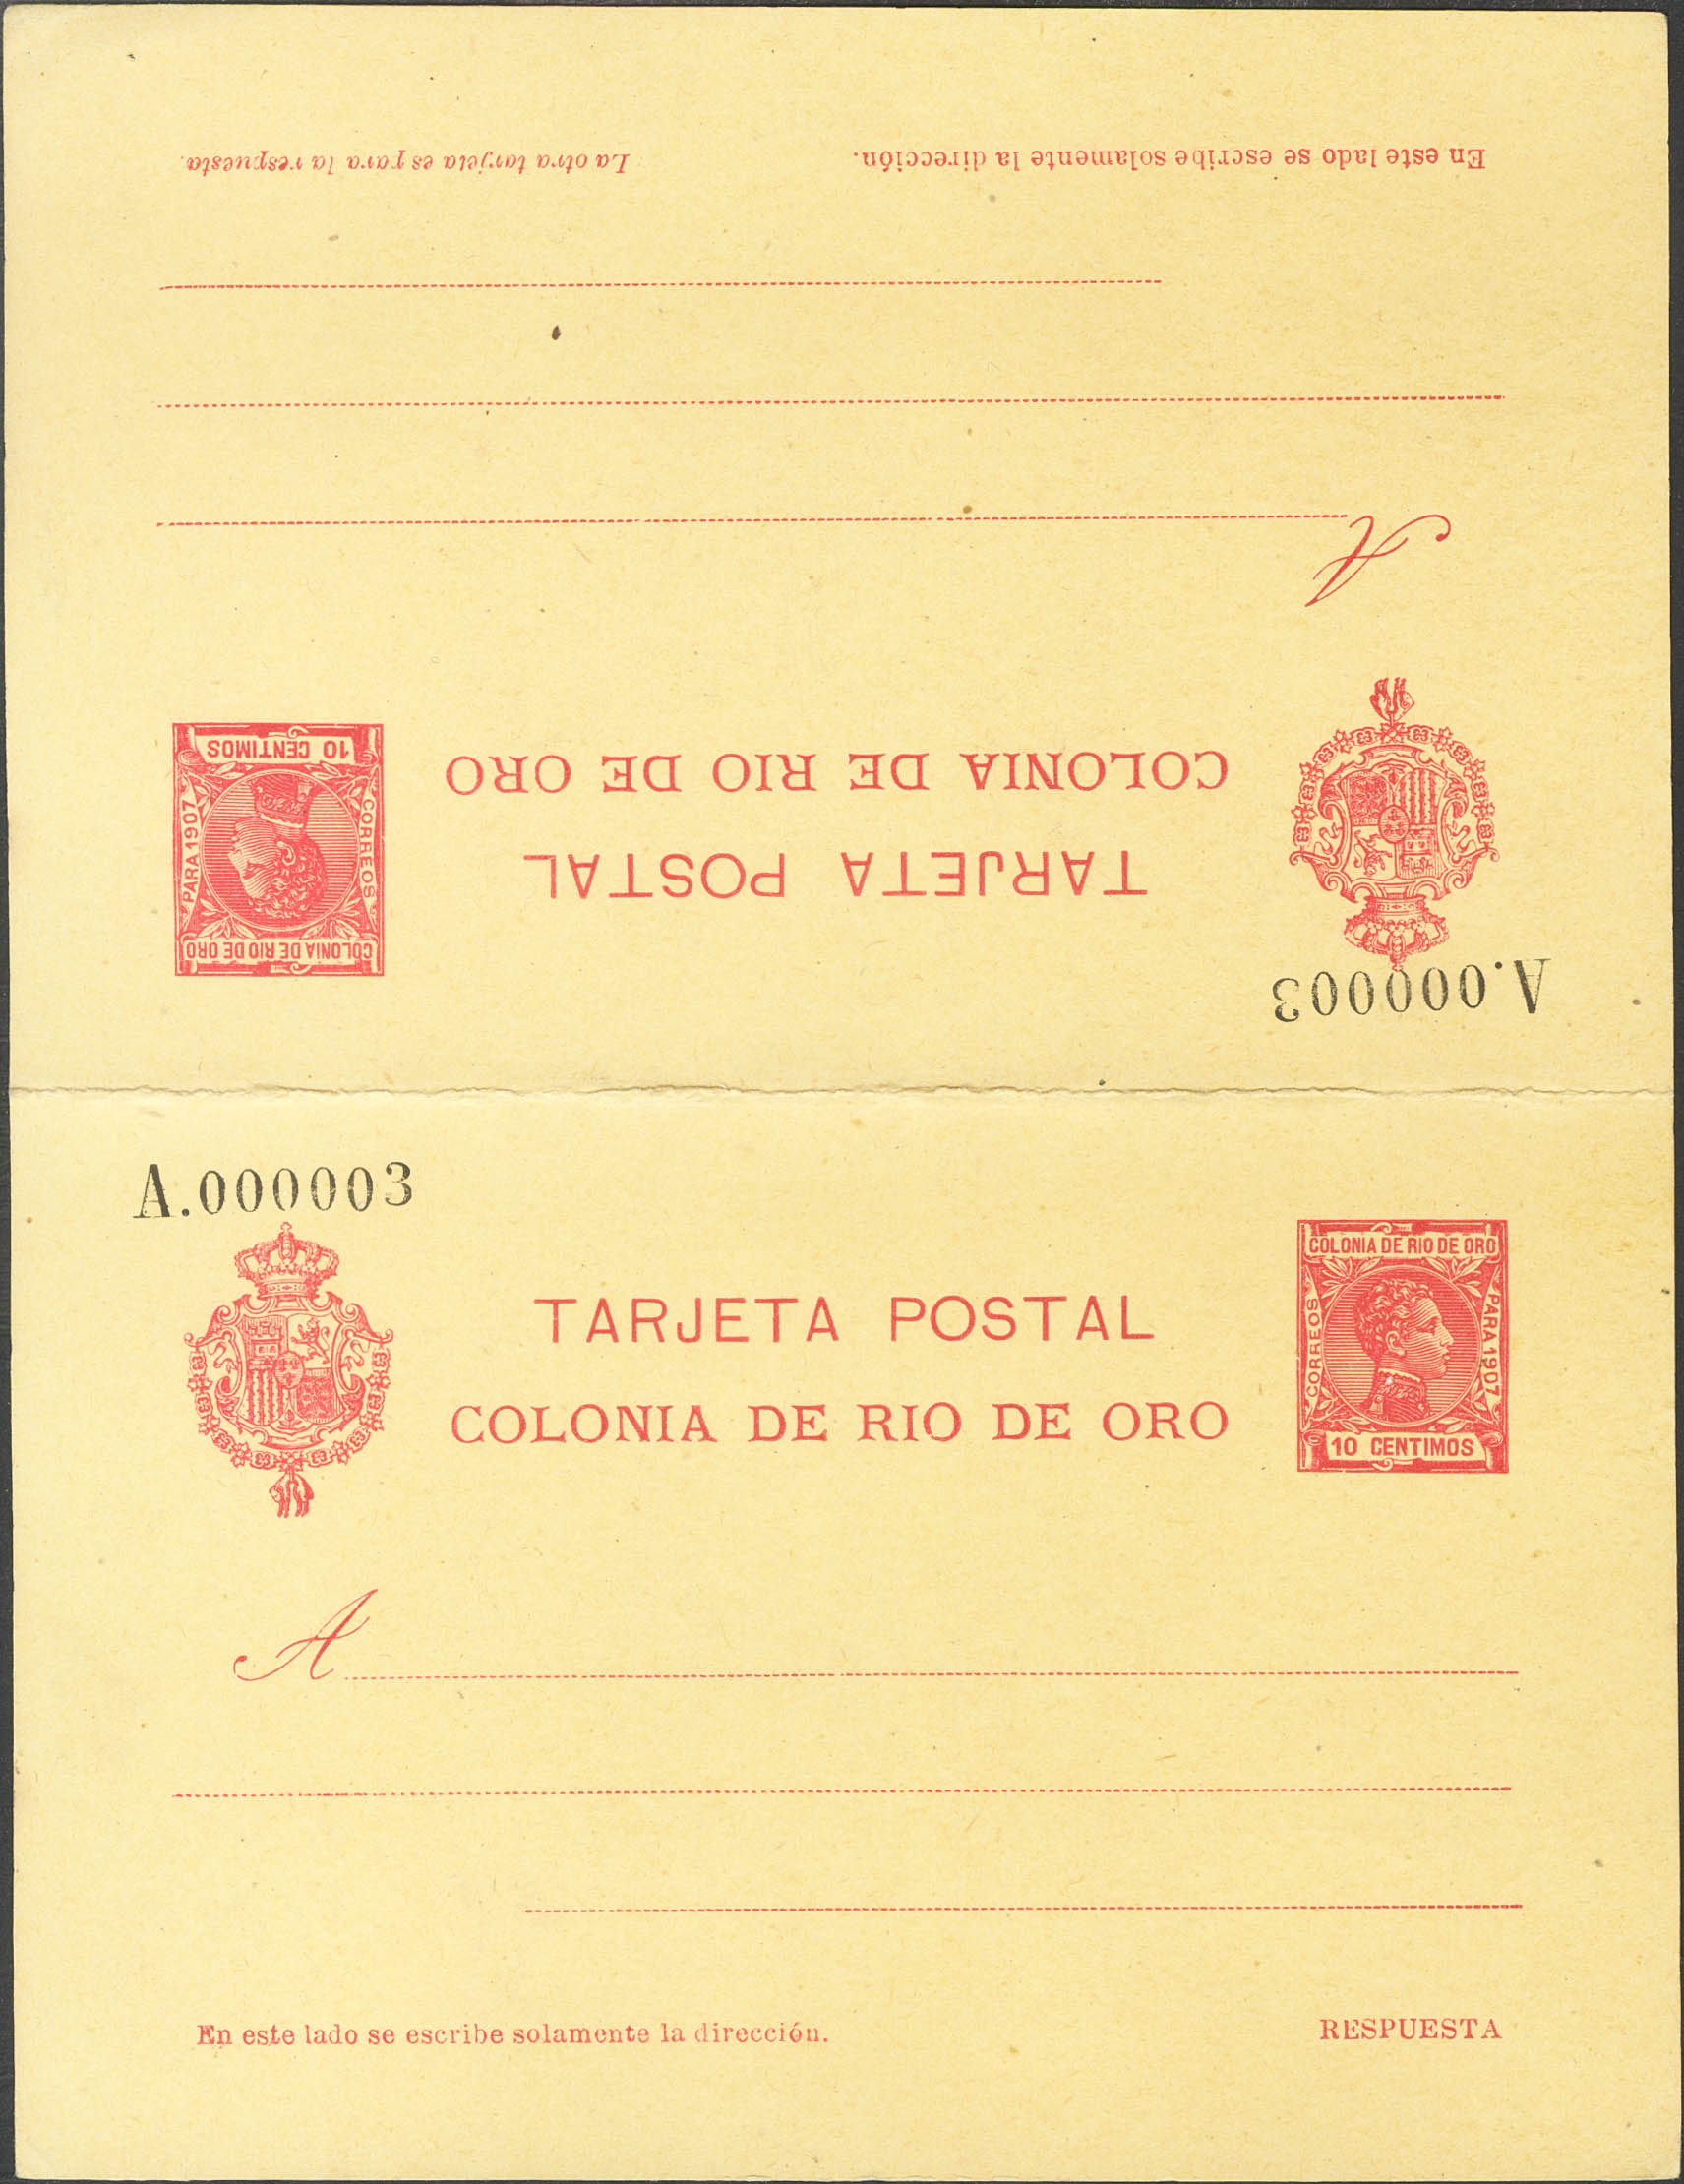 La otra tarjeta es para la respuesta.
En este lado se escribe solamente la dirección.
A
COLONIA DE RIO DE ORO
TARJETA POSTAL
10 CENTIMOS
PARA 1907
CORREOS
COLONIA DE RIO DE ORO
A.000003
A.000003
TARJETA POSTAL
COLONIA DE RIO DE ORO
COLONIA DE RIO DE ORO
CORREOS
PARA 1907
10 CENTIMOS
A
En este lado se escribe solamente la dirección.
RESPUESTA